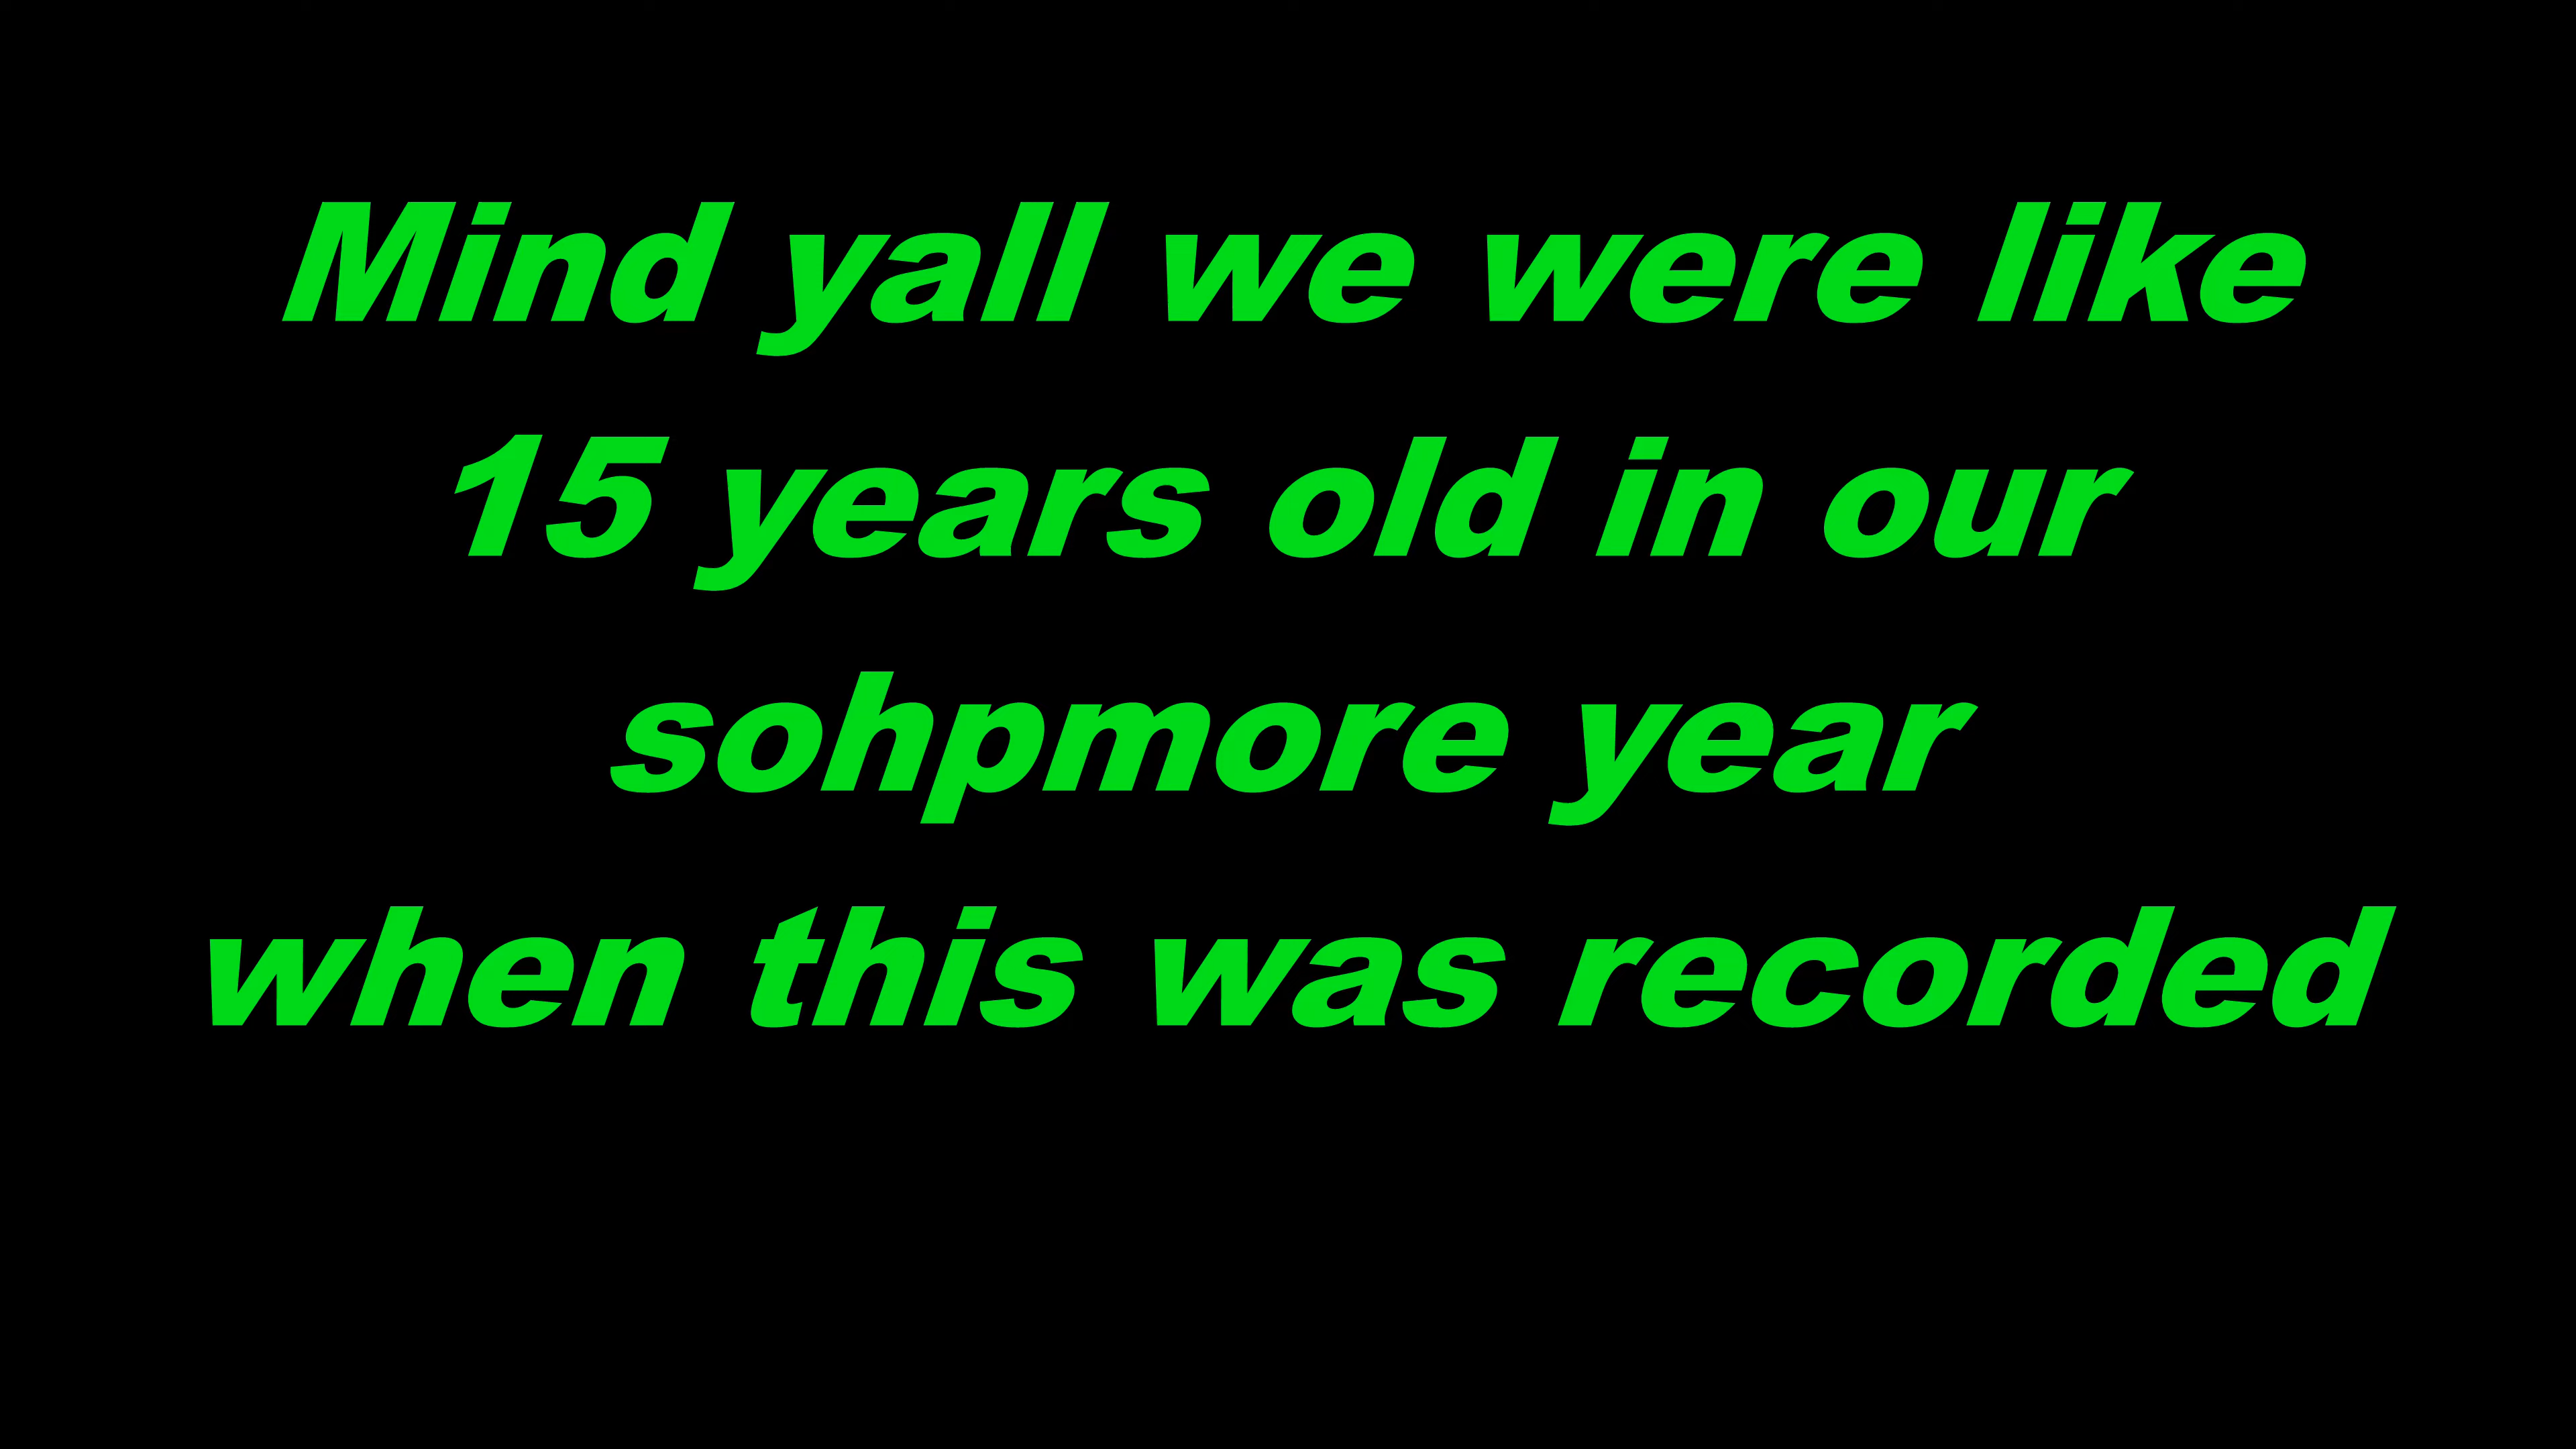 Mind yall we were like
15 years old in our
sohpmore year
when this was recorded